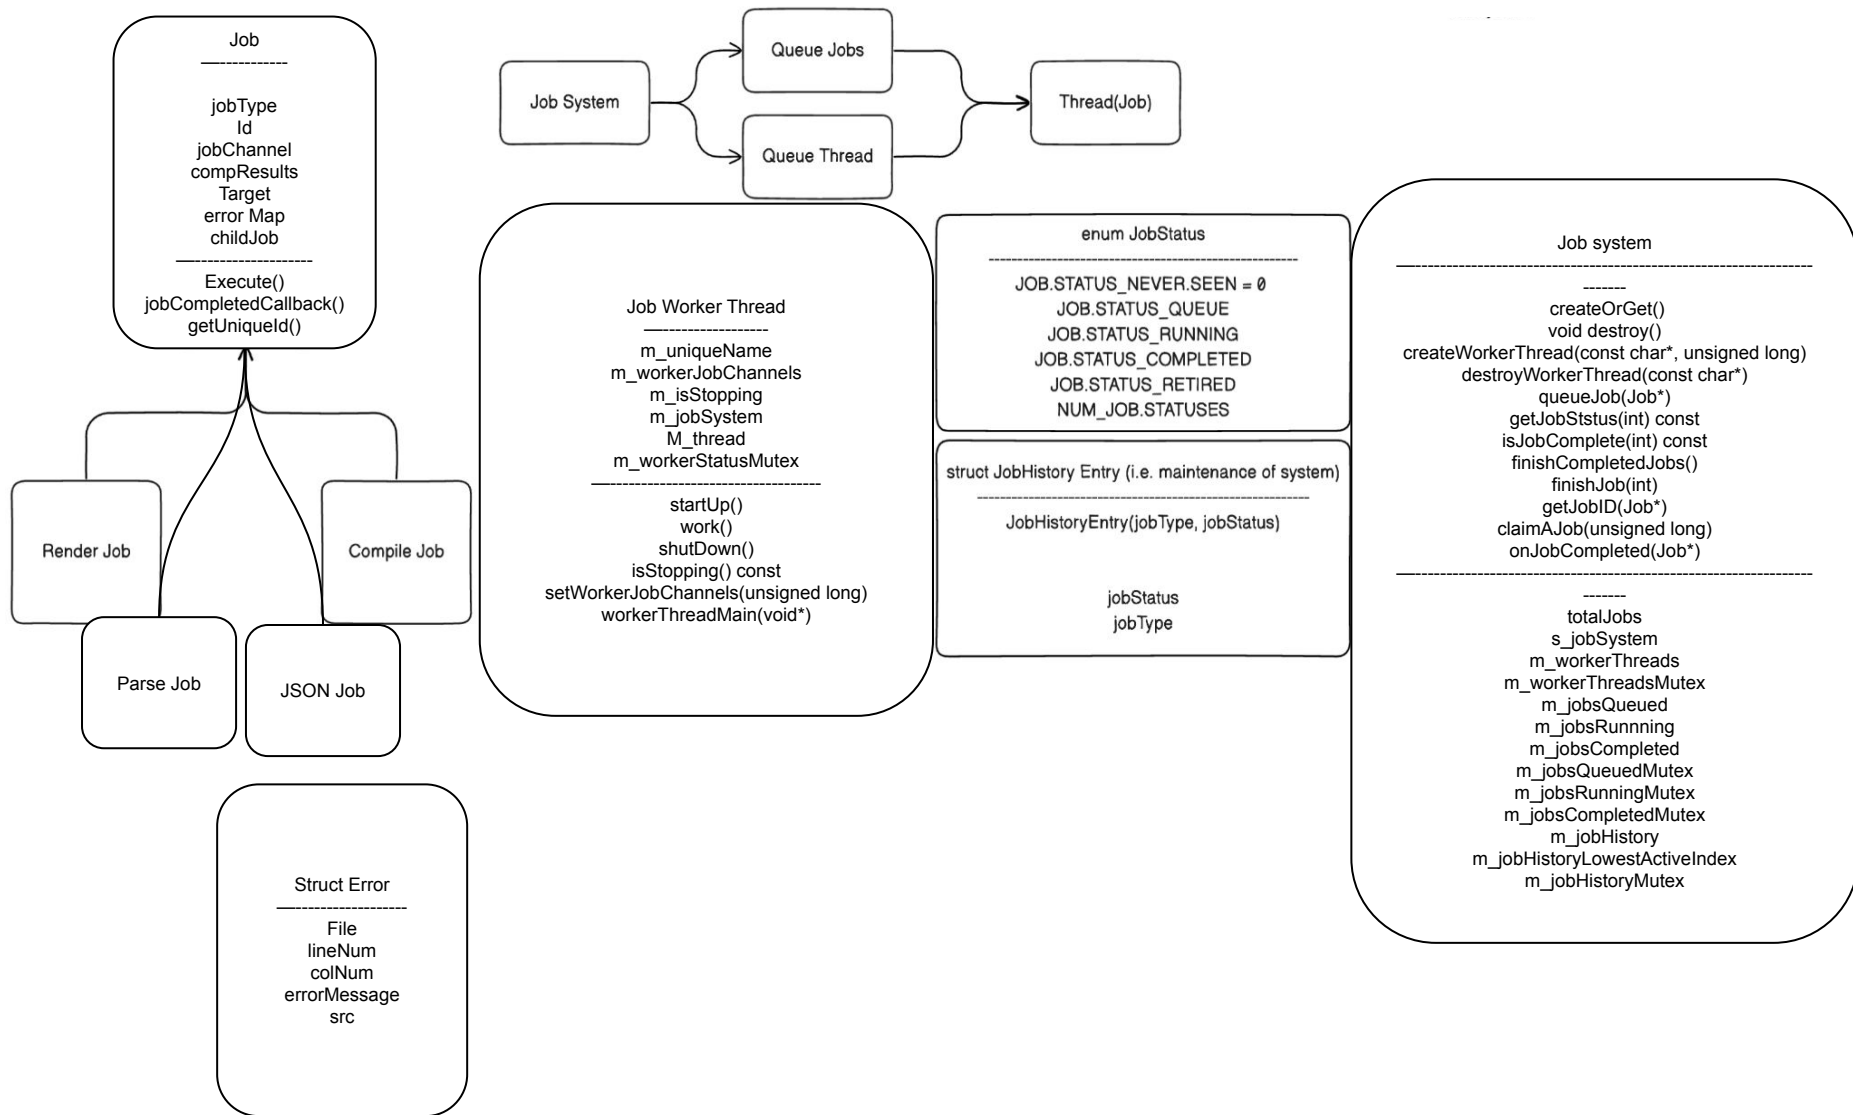 Job
—------------
jobType
Id
jobChannel
compResults
Target
error Map
childJob
—--------------------
Execute()
jobCompletedCallback()
getUniqueId()
Render Job
Compile Job
Parse Job
JSON Job
Struct Error
—-------------------
File
lineNum
colNum
errorMessage
src
Job System
Queue Jobs
Queue Thread
Thread(Job)
Job Worker Thread
—-----------------
m_uniqueName
m_workerJobChannels
m_isStopping
m_jobSystem
M_thread
m_workerStatusMutex
—-----------------------------------
startUp()
work()
shutDown()
isStopping() const
setWorkerJobChannels(unsigned long)
workerThreadMain(void*)
enum JobStatus
--------------------------------------------------------
JOB.STATUS_NEVER.SEEN = 0
JOB.STATUS_QUEUE
JOB.STATUS_RUNNING
JOB.STATUS_COMPLETED
JOB.STATUS_RETIRED
NUM_JOB.STATUSES
struct JobHistory Entry (i.e. maintenance of system)
------------------------------------------------------------
JobHistoryEntry(jobType, jobStatus)
jobStatus
jobType
Job system
—-----------------------------------------------------------------
-------
createOrGet()
void destroy()
createWorkerThread(const char*, unsigned long)
destroyWorkerThread(const char*)
queueJob(Job*)
getJobStstus(int) const
isJobComplete(int) const
finishCompletedJobs()
finishJob(int)
getJobID(Job*)
claimAJob(unsigned long)
onJobCompleted(Job*)
—-----------------------------------------------------------------
-------
totalJobs
s_jobSystem
m_workerThreads
m_workerThreadsMutex
m_jobsQueued
m_jobsRunnning
m_jobsCompleted
m_jobsQueuedMutex
m_jobsRunningMutex
m_jobsCompletedMutex
m_jobHistory
m_jobHistoryLowestActiveIndex
m_jobHistoryMutex